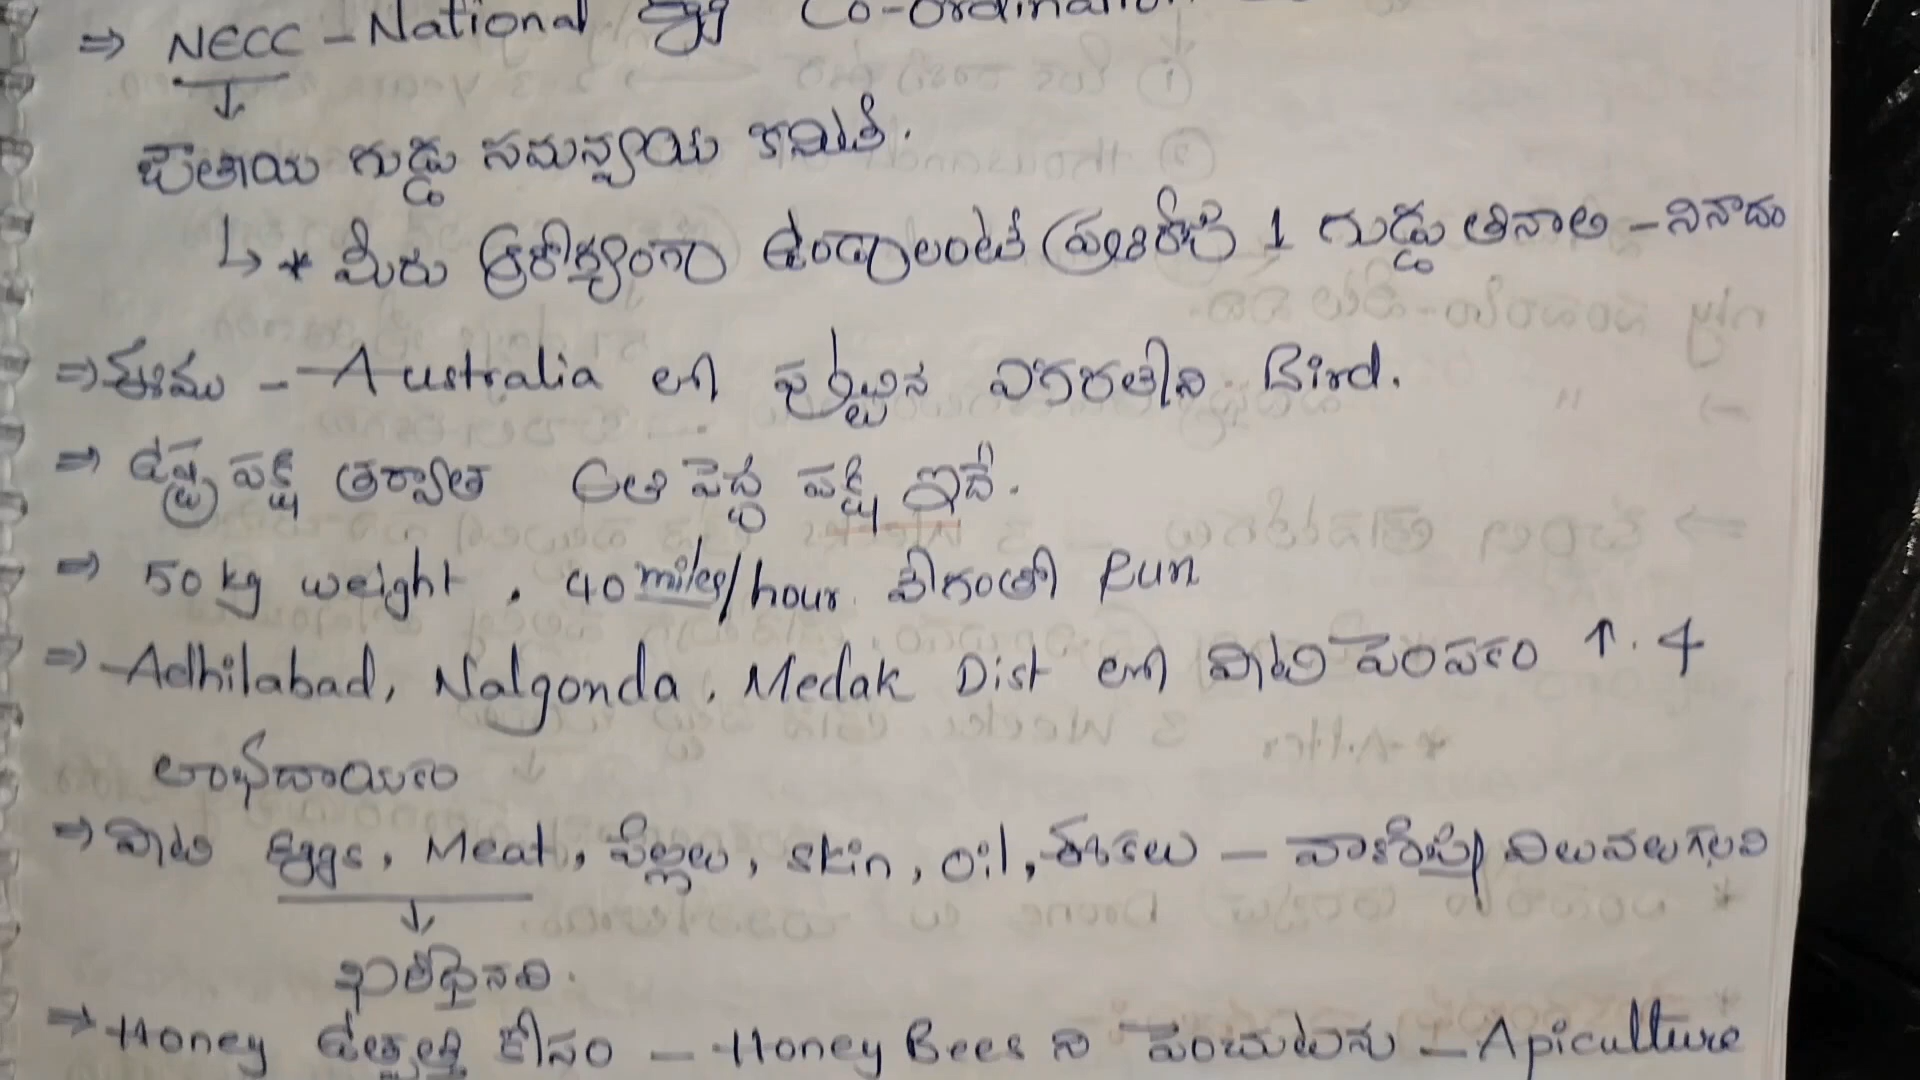 ⇒ NECC - National ఎగ్ Co-ordination
↓
జాతీయ గుడ్డు సమన్వయ కమిటీ.
↳ * మీరు ఆరోగ్యంగా ఉండాలంటే ప్రతిరోజు 1 గుడ్డు తినాలి - నినాదం
⇒ ఈము - Australia లో పుట్టిన ఎగరలేని Bird.
⇒ ఉష్ట్ర పక్షి తర్వాత అతి పెద్ద పక్షి ఇదే.
⇒ 50 kg weight, 40 miles/hour వేగంతో Run
⇒ Adhilabad, Nalgonda, Medak Dist లో వీటి పెంపకం ↑. &
లాభదాయకం
⇒ వీటి Eggs, Meat, పిల్లలు, skin, oil, ఈకలు - వాణిజ్య విలువలుగలవి
↓
ఖరీదైనవి.
⇒ Honey ఉత్పత్తి కోసం - Honey Bees ని పెంచుటను - Apiculture